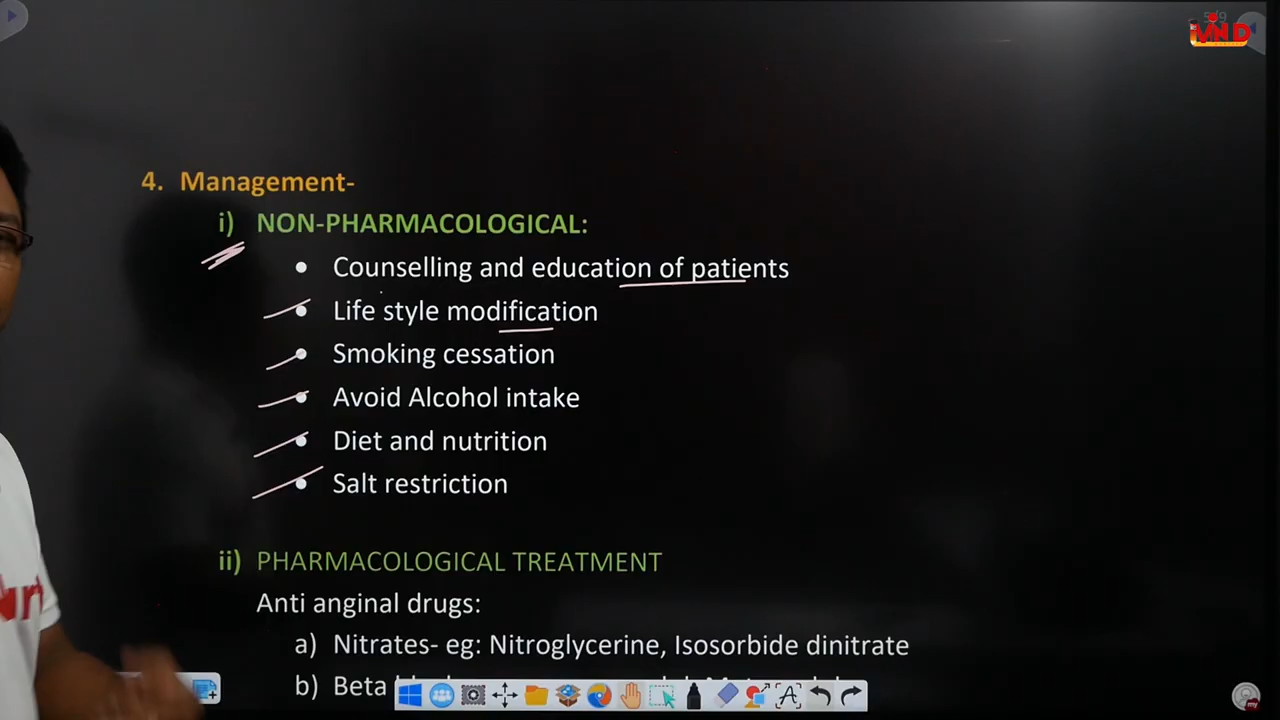 4. Management-
i) NON-PHARMACOLOGICAL:
• Counselling and education of patients
• Life style modification
• Smoking cessation
• Avoid Alcohol intake
• Diet and nutrition
• Salt restriction
ii) PHARMACOLOGICAL TREATMENT
Anti anginal drugs:
a) Nitrates- eg: Nitroglycerine, Isosorbide dinitrate
b) Beta